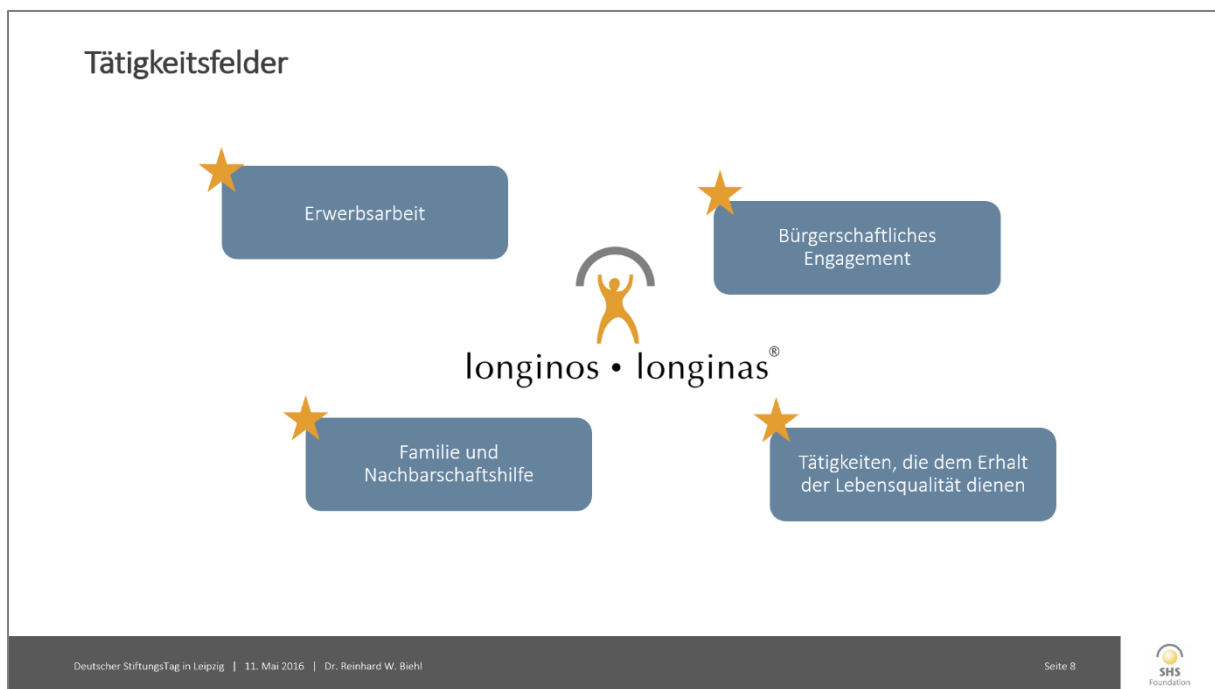 Tätigkeitsfelder
Erwerbsarbeit
Bürgerschaftliches
Engagement
longinos • longinas®
Familie und
Nachbarschaftshilfe
Tätigkeiten, die dem Erhalt
der Lebensqualität dienen
Deutscher StiftungsTag in Leipzig | 11. Mai 2016 | Dr. Reinhard W. Biehl
Seite 8
SHS
Foundation